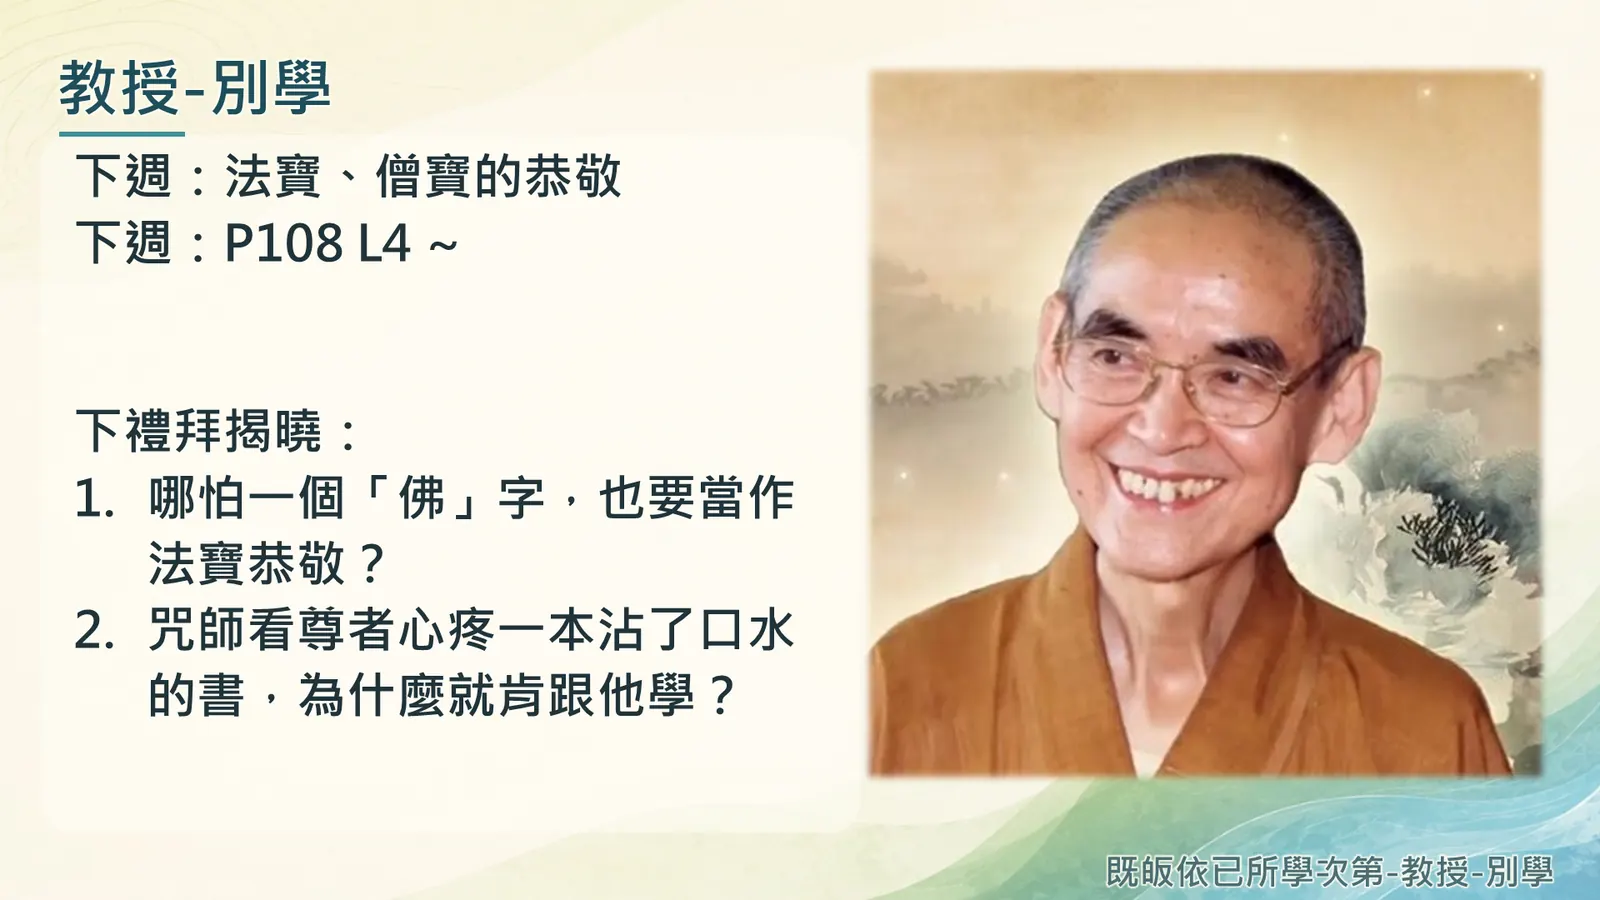 教授-別學
下週：法寶、僧寶的恭敬
下週：P108 L4 ~
下禮拜揭曉：
1. 哪怕一個「佛」字，也要當作
法寶恭敬？
2. 咒師看尊者心疼一本沾了口水
的書，為什麼就肯跟他學？
既皈依已所學次第-教授-別學